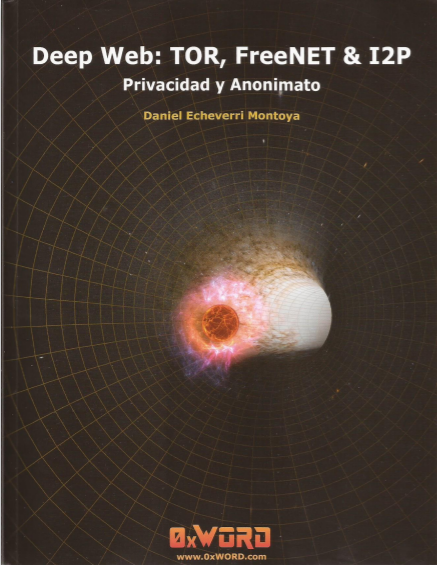 Deep Web: TOR, FreeNET & I2P
Privacidad y Anonimato
Daniel Echeverri Montoya
0xWORD
www.0xWORD.com